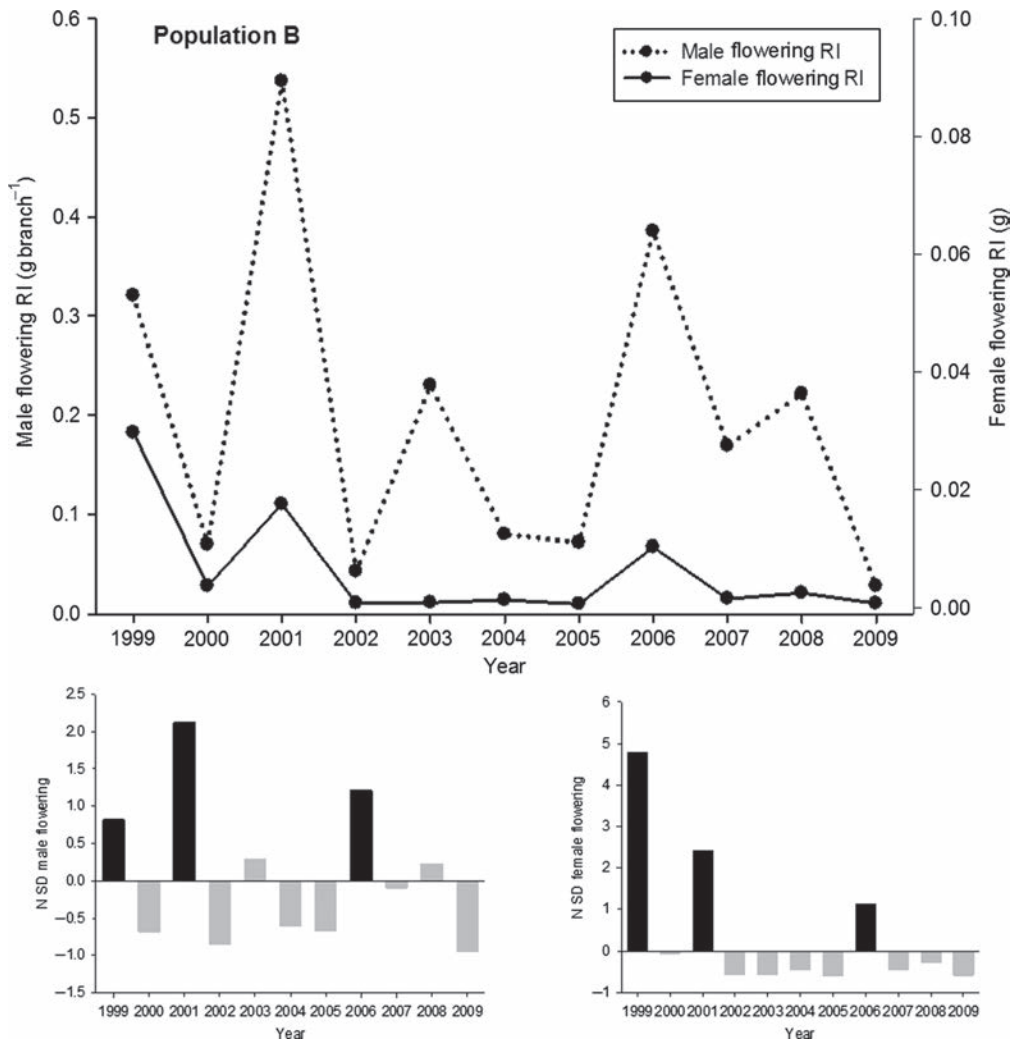 Population B
Male flowering RI
Female flowering RI
Male flowering RI (g branch⁻¹)
0.6
0.5
0.4
0.3
0.2
0.1
0.0
Female flowering RI (g)
0.10
0.08
0.06
0.04
0.02
0.00
1999 2000 2001 2002 2003 2004 2005 2006 2007 2008 2009
Year
N SD male flowering
2.5
2.0
1.5
1.0
0.5
0.0
–0.5
–1.0
–1.5
1999 2000 2001 2002 2003 2004 2005 2006 2007 2008 2009
Year
N SD female flowering
6
5
4
3
2
1
0
–1
1999 2000 2001 2002 2003 2004 2005 2006 2007 2008 2009
Year